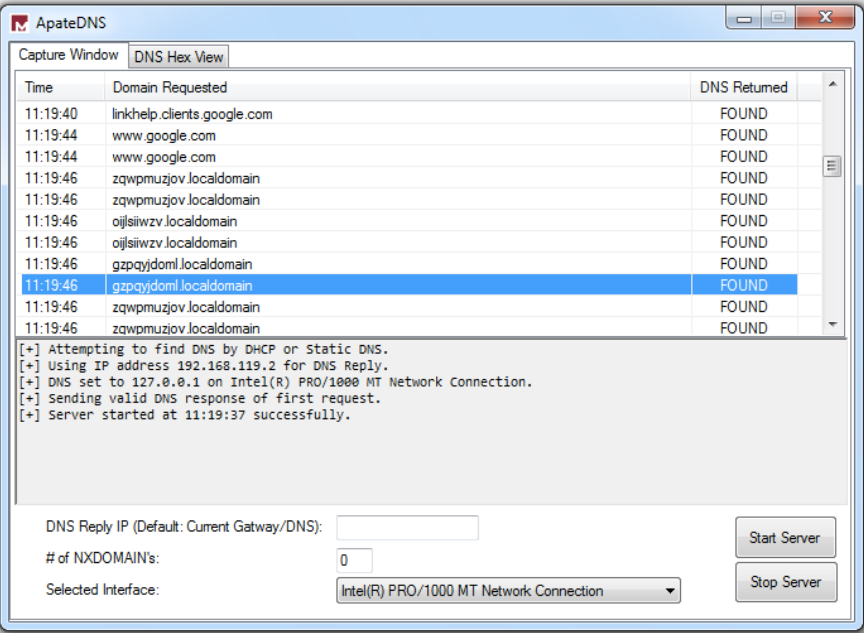 ApateDNS
Capture Window DNS Hex View
Time Domain Requested DNS Returned
11:19:40 linkhelp.clients.google.com FOUND
11:19:44 www.google.com FOUND
11:19:44 www.google.com FOUND
11:19:46 zqwpmuzjov.localdomain FOUND
11:19:46 zqwpmuzjov.localdomain FOUND
11:19:46 oijlsiiwzv.localdomain FOUND
11:19:46 oijlsiiwzv.localdomain FOUND
11:19:46 gzpqyjdoml.localdomain FOUND
11:19:46 gzpqyjdoml.localdomain FOUND
11:19:46 zqwpmuzjov.localdomain FOUND
11:19:46 zqwpmuzjov.localdomain FOUND
[+] Attempting to find DNS by DHCP or Static DNS.
[+] Using IP address 192.168.119.2 for DNS Reply.
[+] DNS set to 127.0.0.1 on Intel(R) PRO/1000 MT Network Connection.
[+] Sending valid DNS response of first request.
[+] Server started at 11:19:37 successfully.
DNS Reply IP (Default: Current Gatway/DNS):
Start Server
# of NXDOMAIN's: 0
Stop Server
Selected Interface: Intel(R) PRO/1000 MT Network Connection